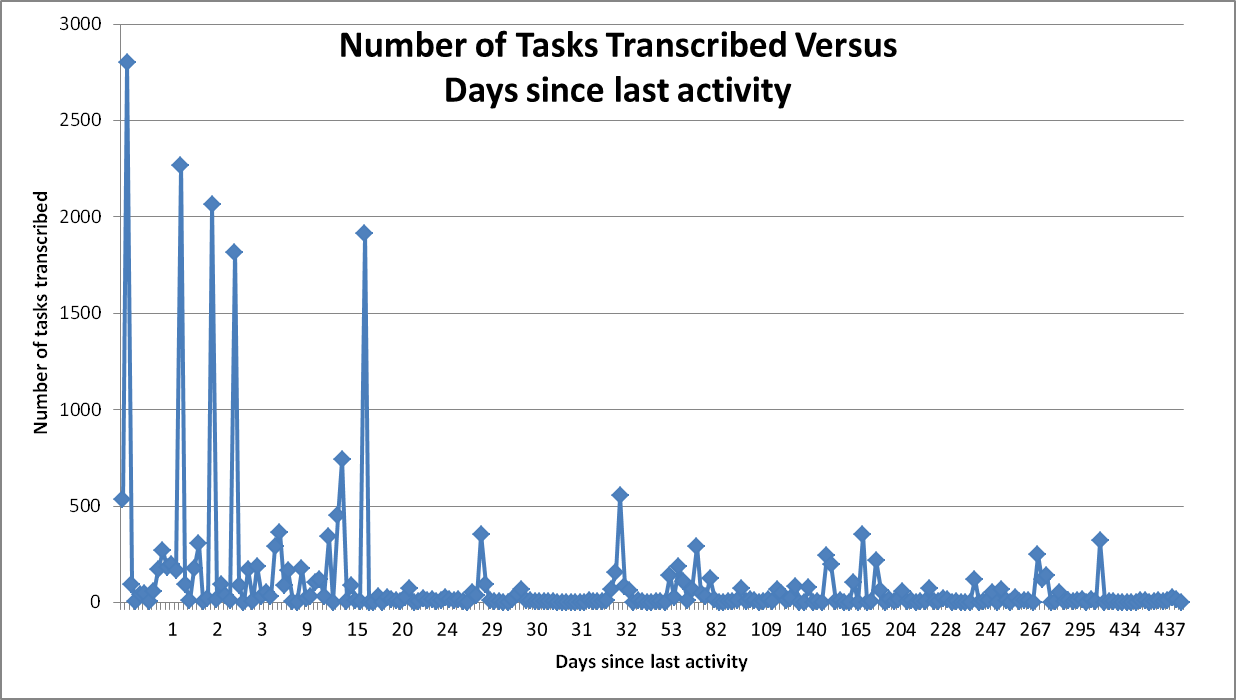 Number of Tasks Transcribed Versus
Days since last activity
Number of tasks transcribed
3000
2500
2000
1500
1000
500
0
1 2 3 9 15 20 24 29 30 31 32 53 82 109 140 165 204 228 247 267 295 434 437
Days since last activity